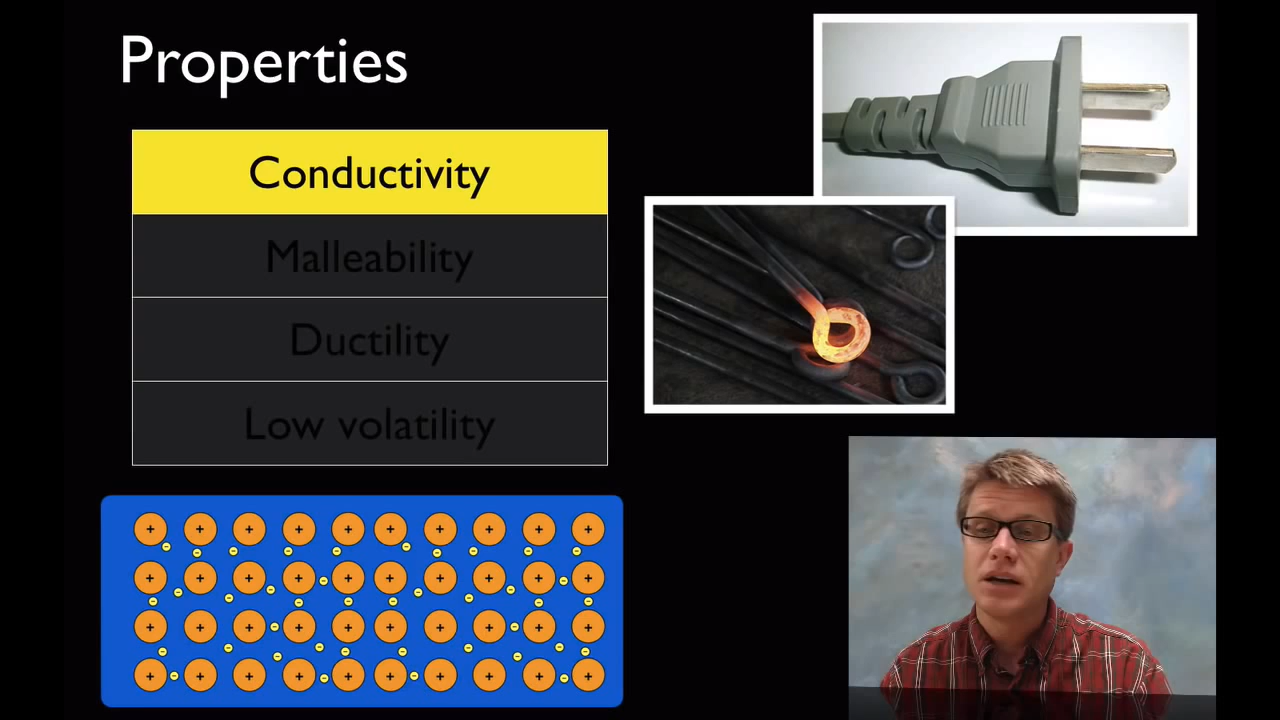 Properties
Conductivity
Malleability
Ductility
Low volatility
+ + + + + + + + + +
+ + + + + + + + + +
+ + + + + + + + + +
+ + + + + + + + + +